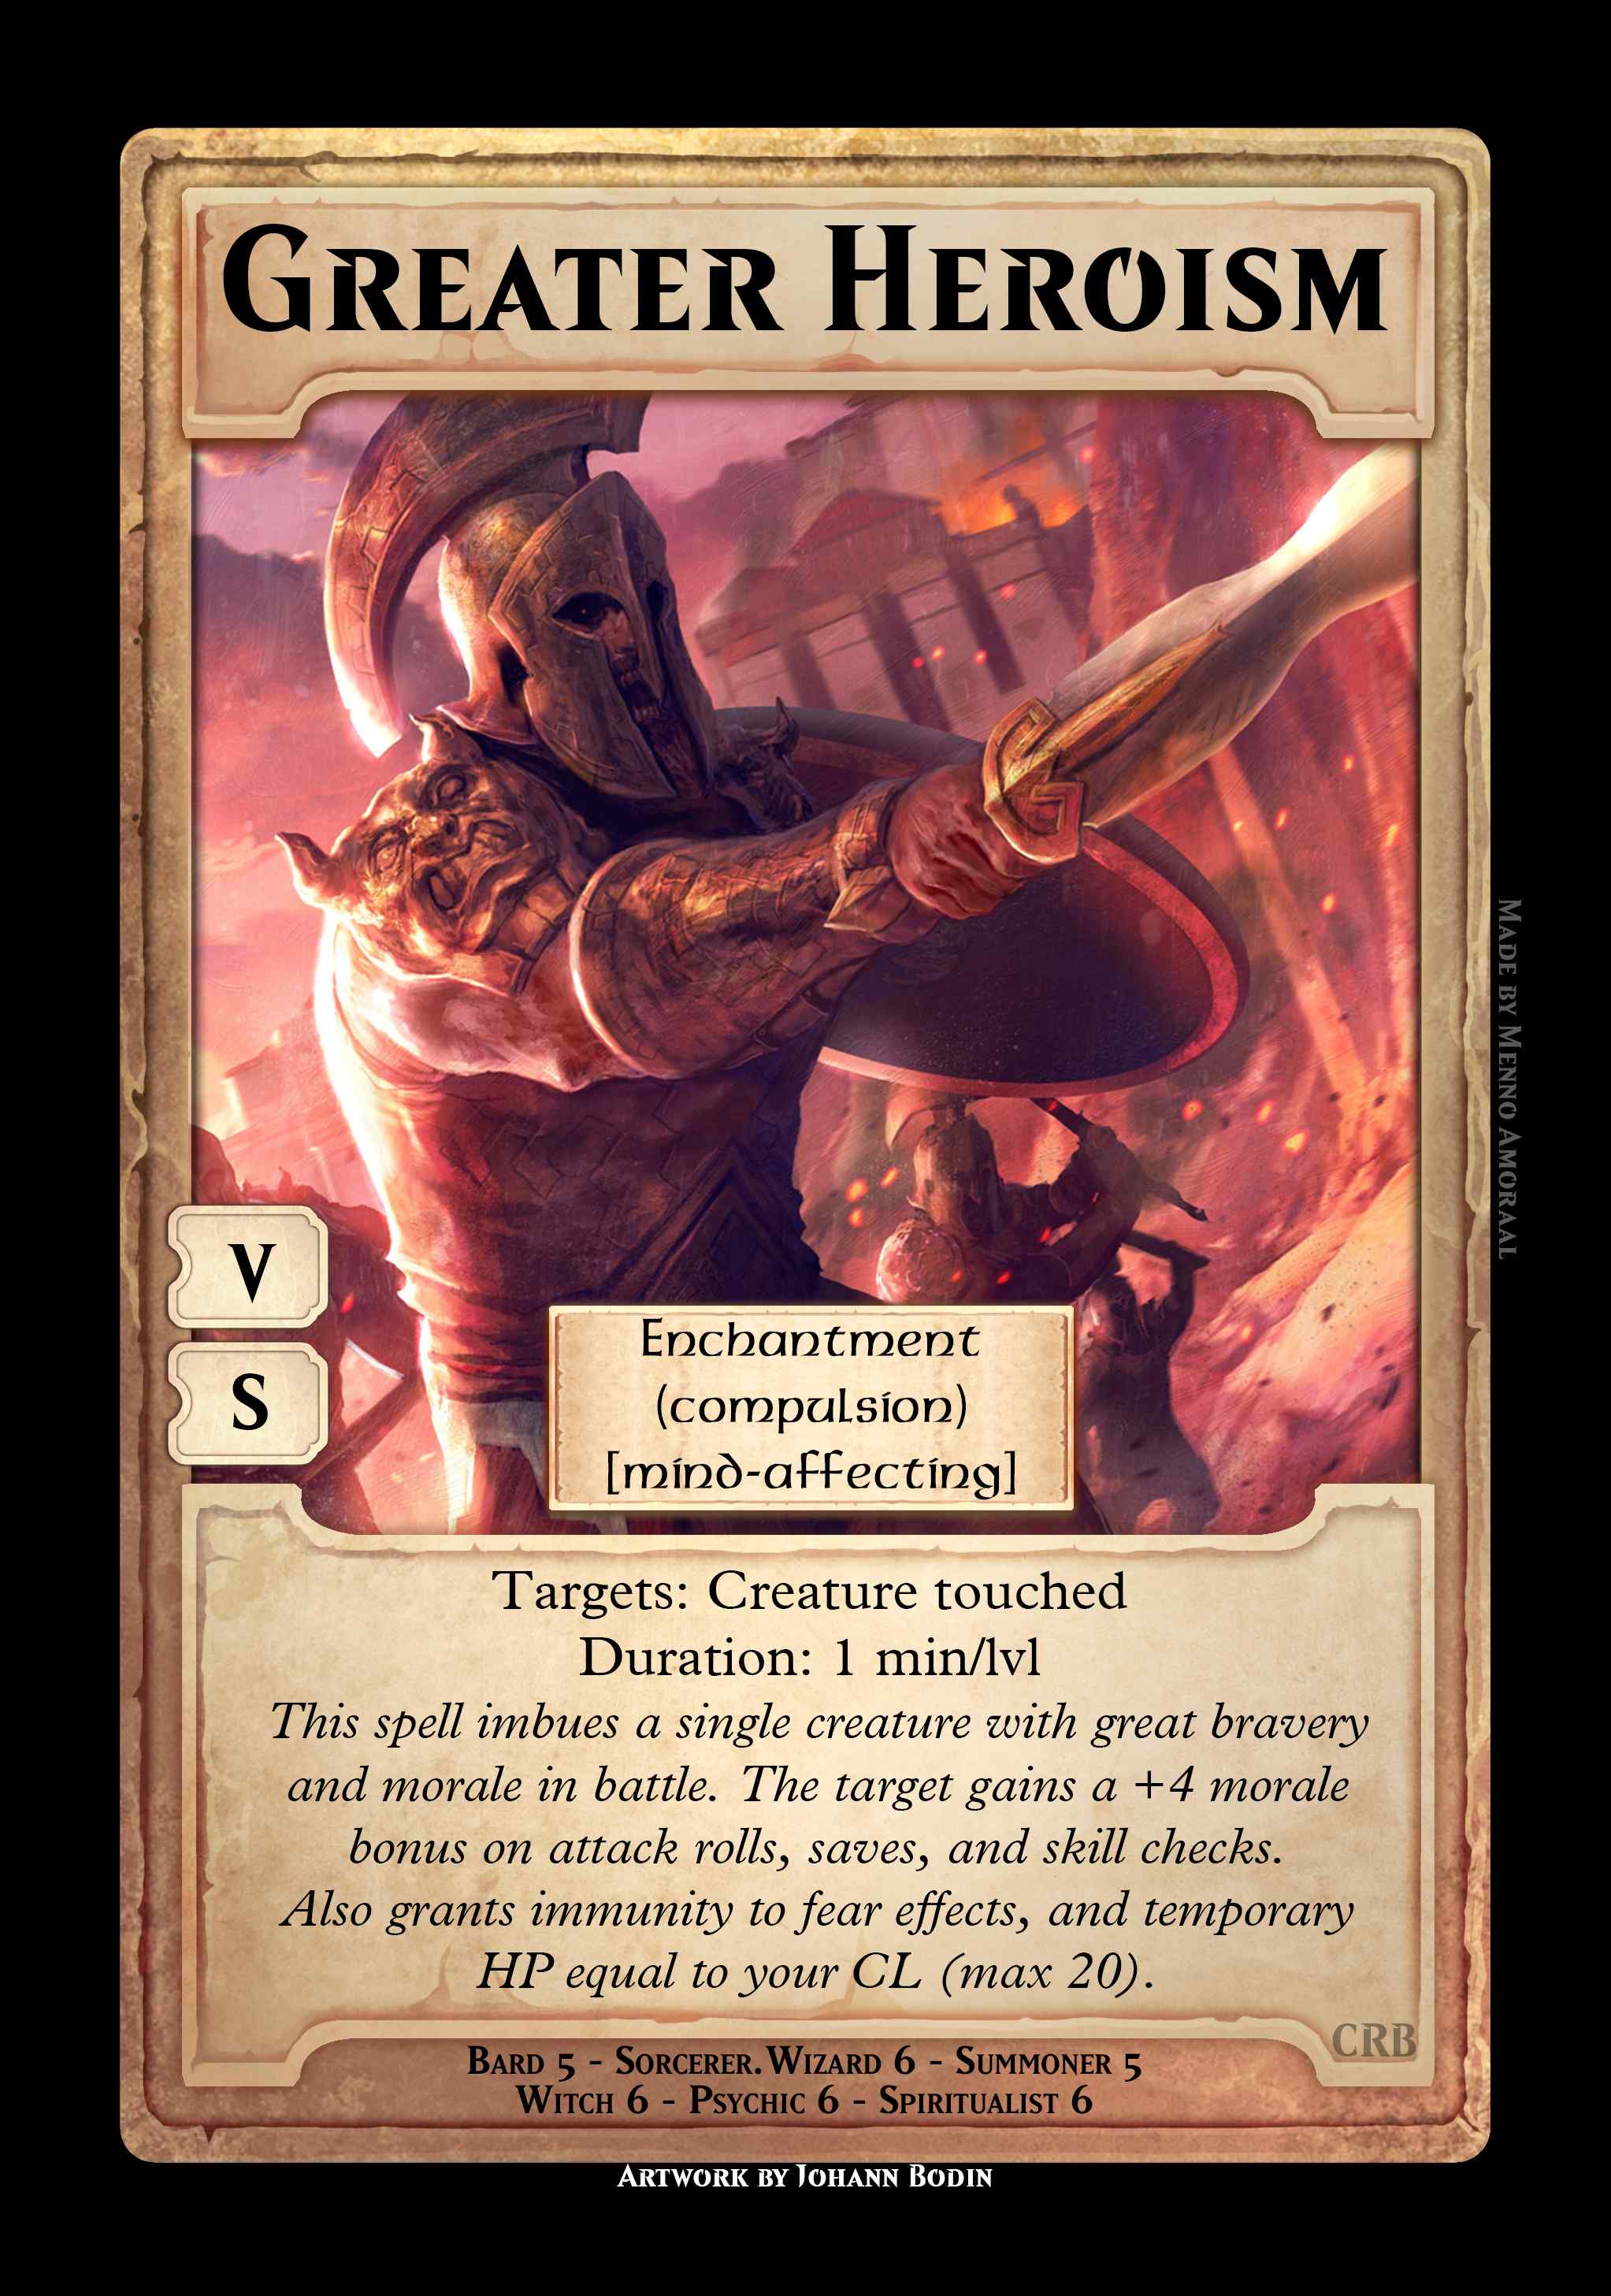 Greater Heroism
V
S
Enchantment
(compulsion)
[mind-affecting]
Targets: Creature touched
Duration: 1 min/lvl
This spell imbues a single creature with great bravery
and morale in battle. The target gains a +4 morale
bonus on attack rolls, saves, and skill checks.
Also grants immunity to fear effects, and temporary
HP equal to your CL (max 20).
CRB
Bard 5 - Sorcerer.Wizard 6 - Summoner 5
Witch 6 - Psychic 6 - Spiritualist 6
Artwork by Johann Bodin
Made by Menno Amoraal